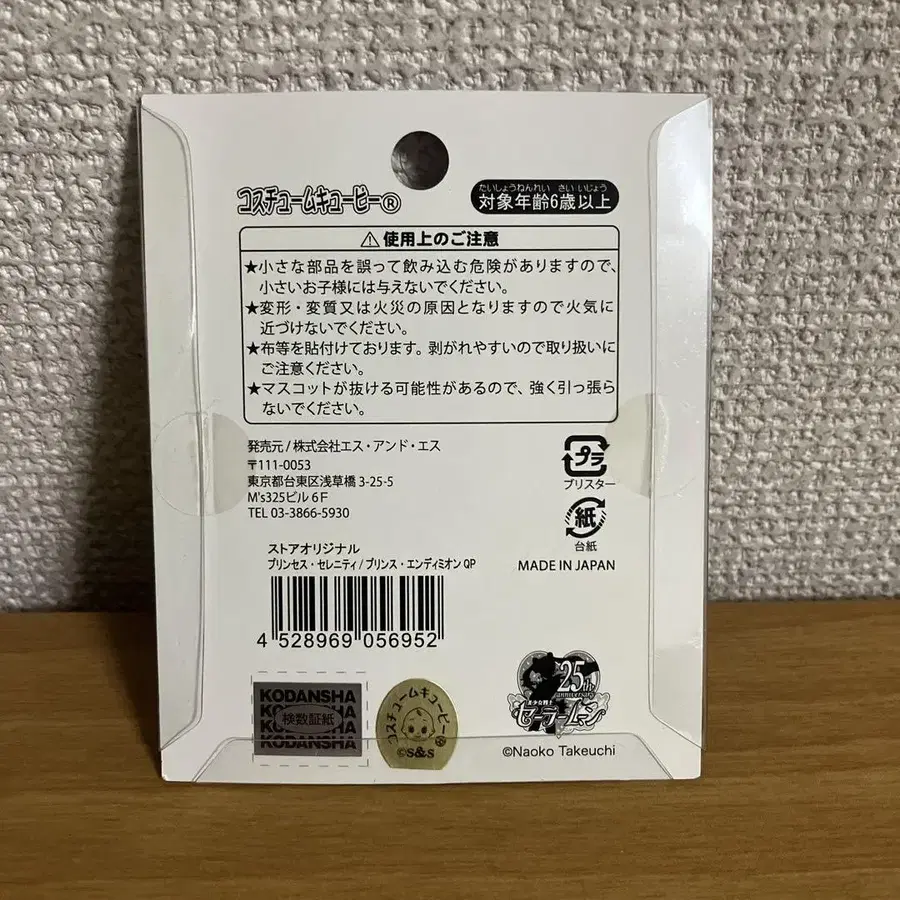 コスチュームキューピー®
たいしょうねんれい さい いじょう
対象年齢6歳以上
⚠使用上のご注意
★小さな部品を誤って飲み込む危険がありますので、
小さいお子様には与えないでください。
★変形・変質又は火災の原因となりますので火気に
近づけないでください。
★布等を貼付けております。剥がれやすいので取り扱いに
ご注意ください。
★マスコットが抜ける可能性があるので、強く引っ張ら
ないでください。
発売元/株式会社エス・アンド・エス
〒111-0053
東京都台東区浅草橋 3-25-5
M's325ビル 6F
TEL 03-3866-5930
プラ
ブリスター
紙
台紙
MADE IN JAPAN
ストアオリジナル
プリンセス・セレニティ/プリンス・エンディミオン QP
4 528969 056952
KODANSHA
KODANSHA
検数証紙
KODANSHA
KODANSHA
コスチュームキューピー®
©S&S
25th
anniversary
美少女戦士
セーラームーン
©Naoko Takeuchi